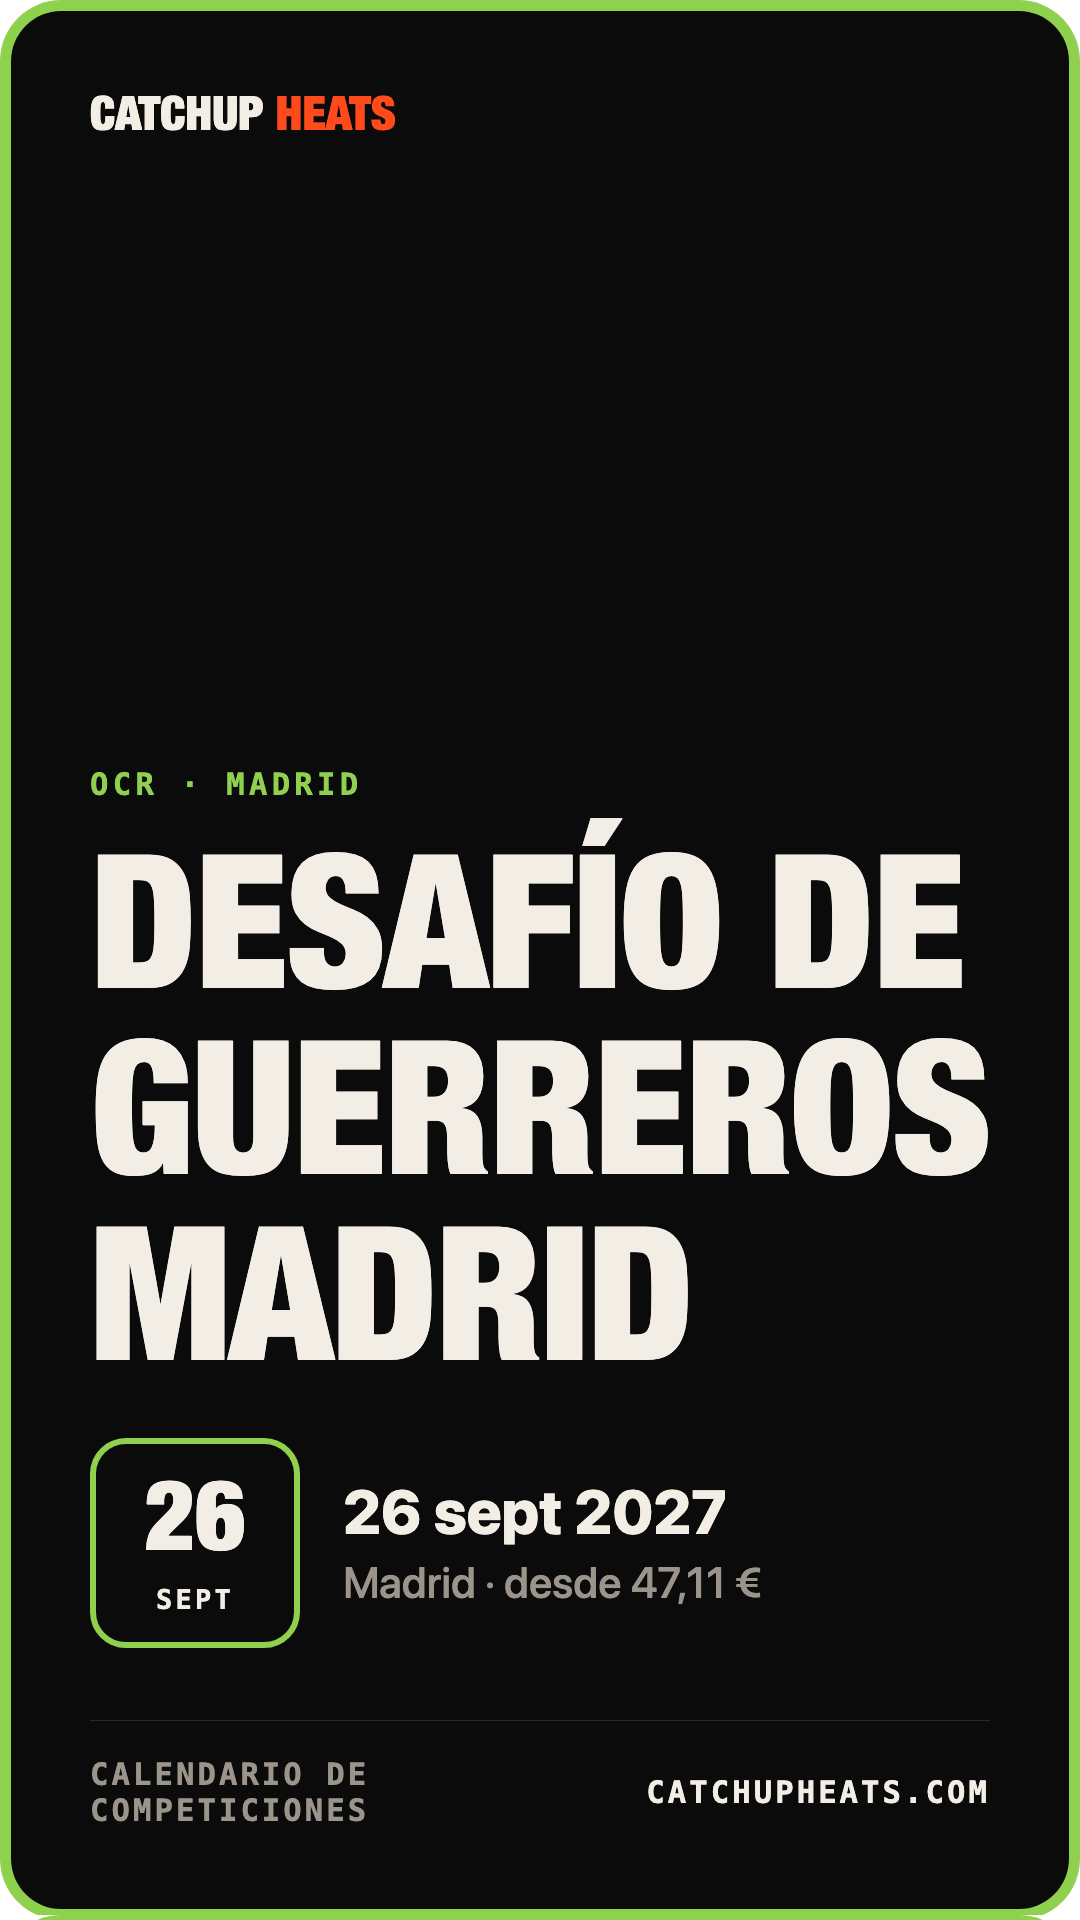 CATCHUP HEATS
OCR · MADRID
DESAFÍO DE
GUERREROS
MADRID
26
SEPT
26 sept 2027
Madrid · desde 47,11 €
CALENDARIO DE
COMPETICIONES
CATCHUPHEATS.COM